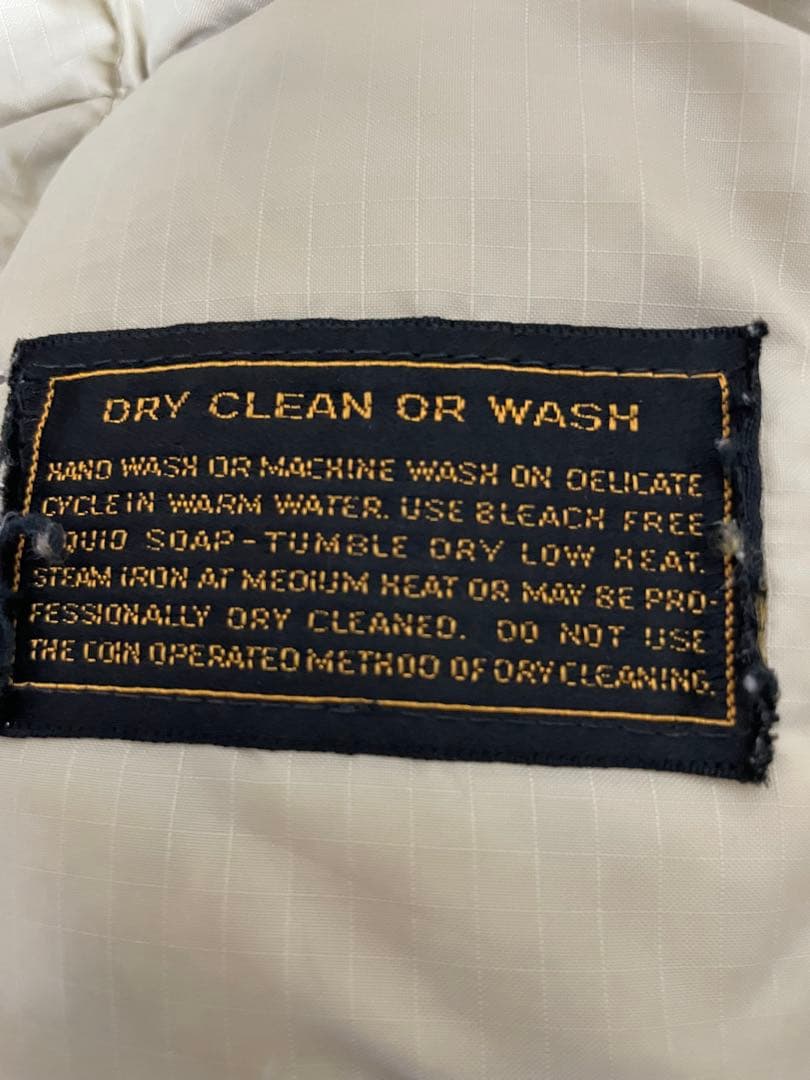 DRY CLEAN OR WASH
HAND WASH OR MACHINE WASH ON DELICATE
CYCLE IN WARM WATER. USE BLEACH FREE
LIQUID SOAP-TUMBLE DRY LOW HEAT.
STEAM IRON AT MEDIUM HEAT OR MAY BE PRO-
FESSIONALLY DRY CLEANED. DO NOT USE
THE COIN OPERATED METHOD OF DRY CLEANING.